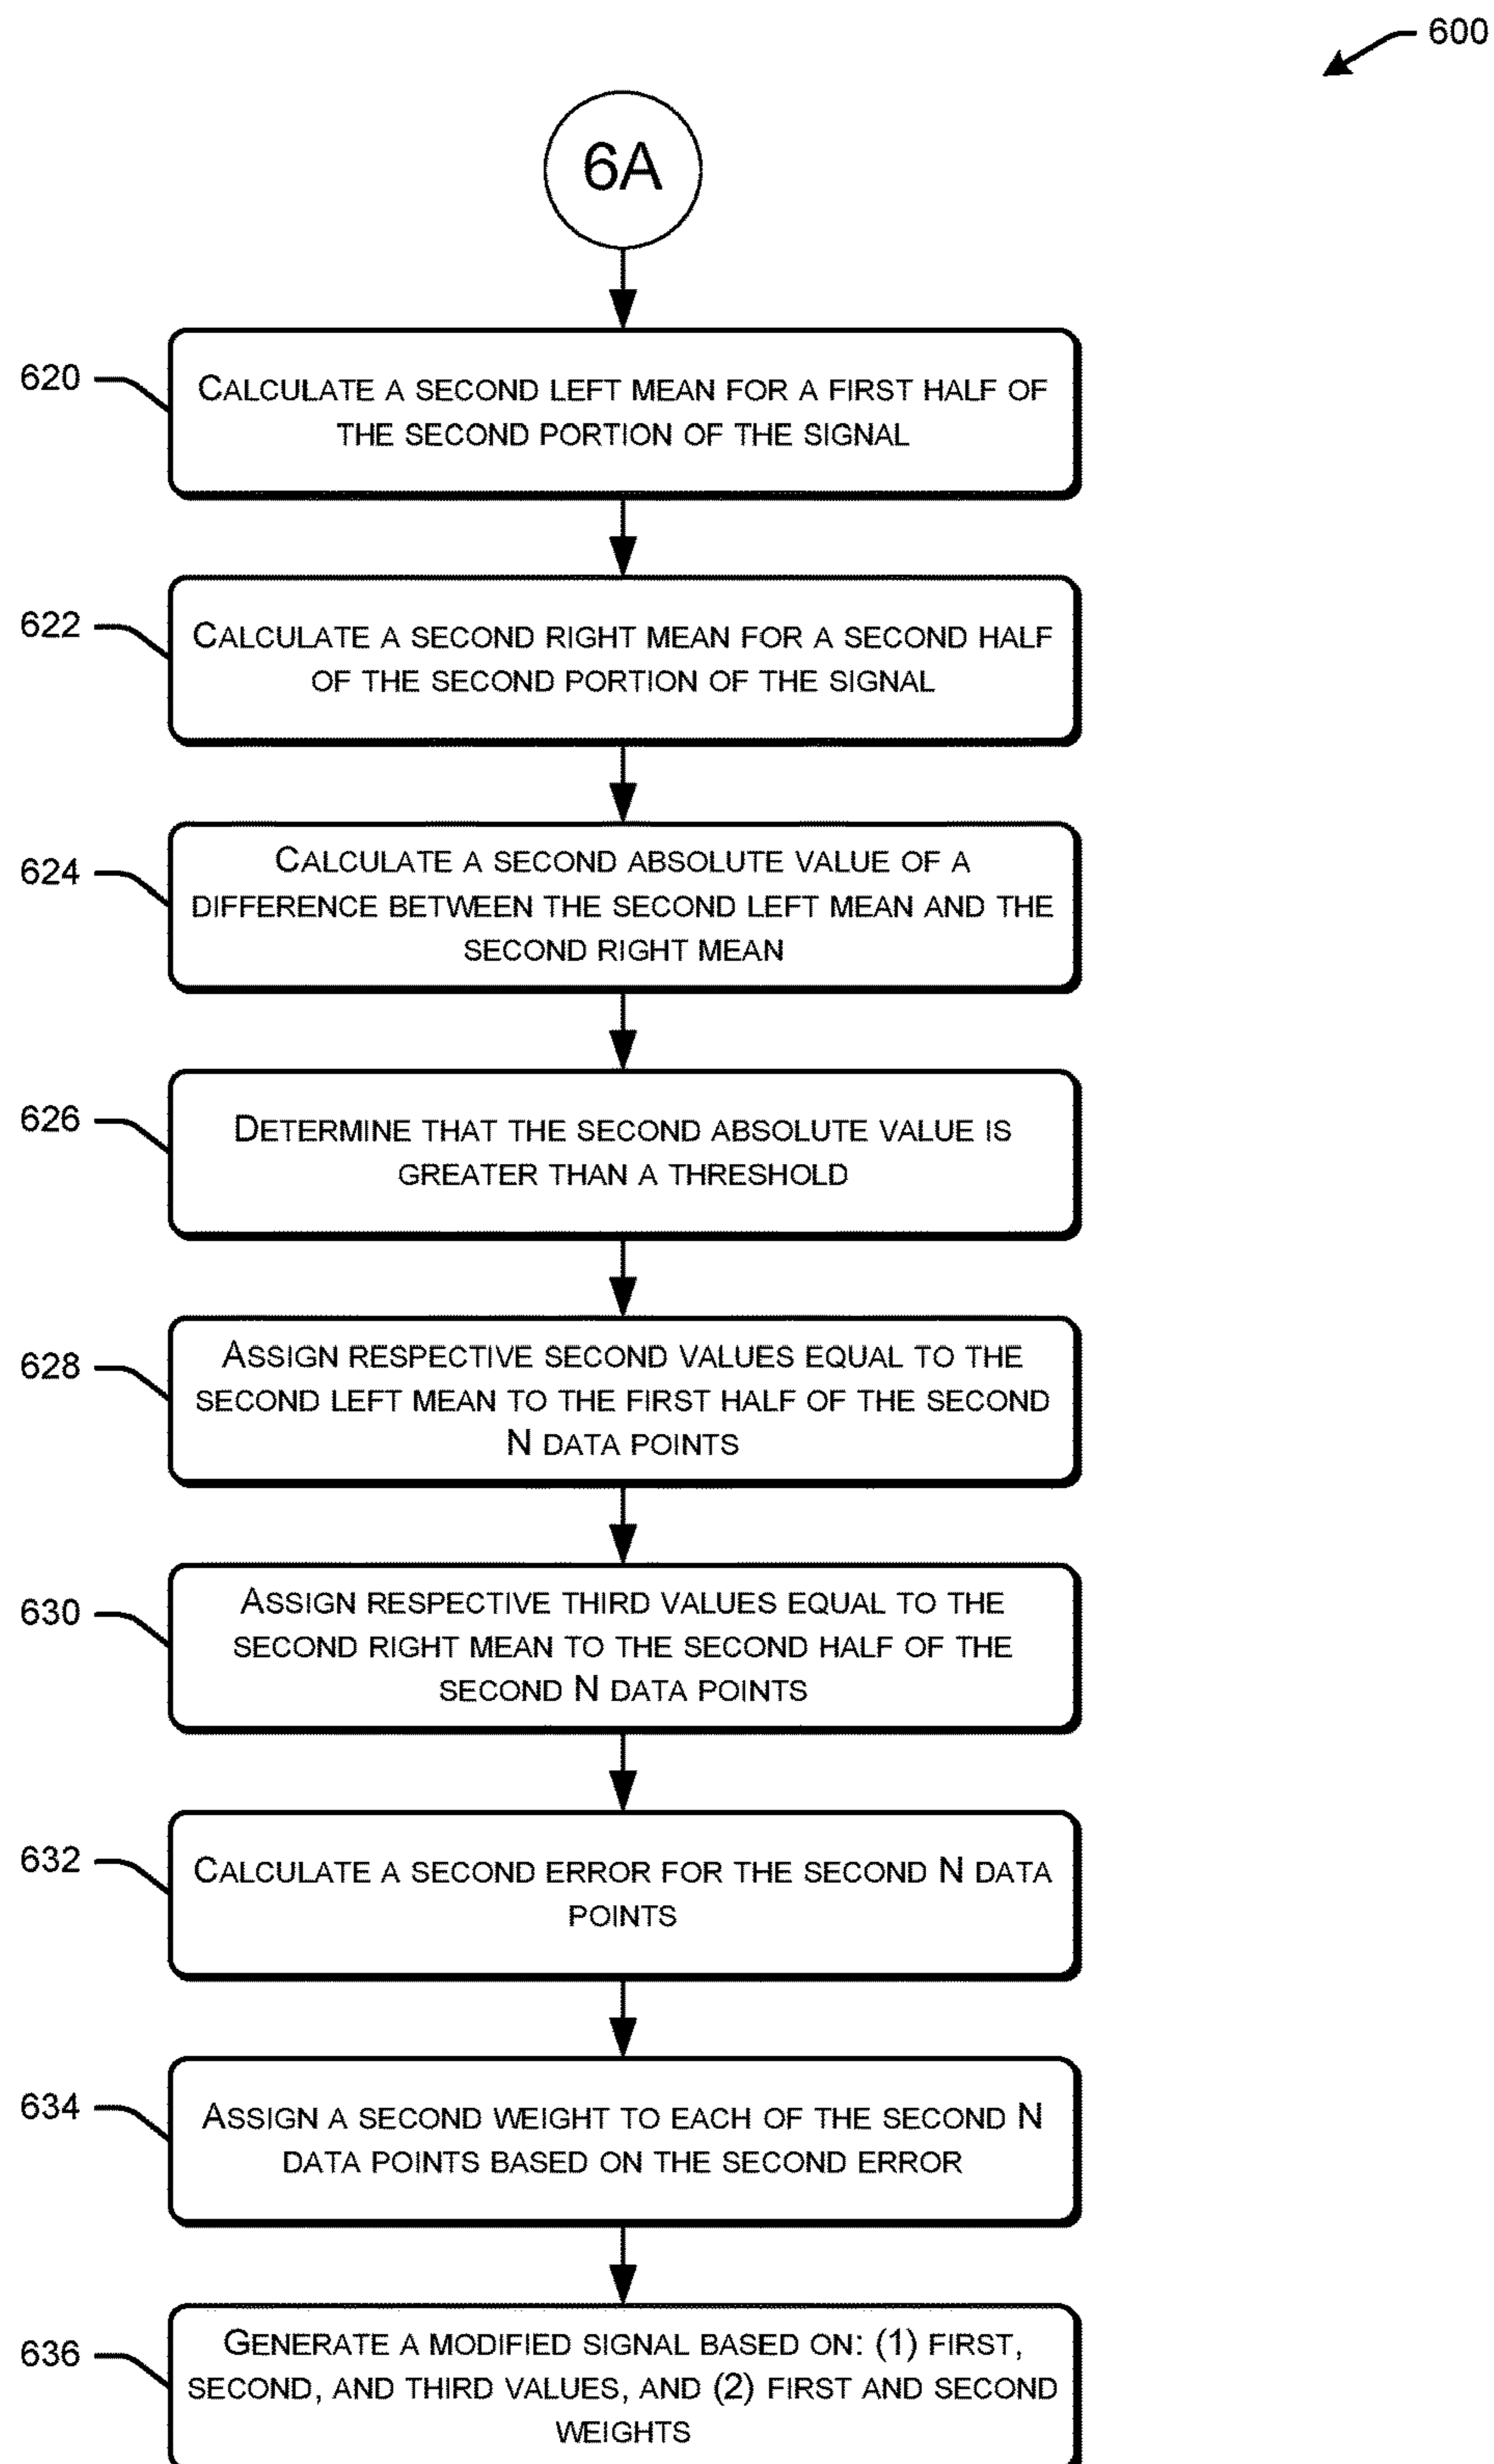 600
6A
620
CALCULATE A SECOND LEFT MEAN FOR A FIRST HALF OF
THE SECOND PORTION OF THE SIGNAL
622
CALCULATE A SECOND RIGHT MEAN FOR A SECOND HALF
OF THE SECOND PORTION OF THE SIGNAL
624
CALCULATE A SECOND ABSOLUTE VALUE OF A
DIFFERENCE BETWEEN THE SECOND LEFT MEAN AND THE
SECOND RIGHT MEAN
626
DETERMINE THAT THE SECOND ABSOLUTE VALUE IS
GREATER THAN A THRESHOLD
628
ASSIGN RESPECTIVE SECOND VALUES EQUAL TO THE
SECOND LEFT MEAN TO THE FIRST HALF OF THE SECOND
N DATA POINTS
630
ASSIGN RESPECTIVE THIRD VALUES EQUAL TO THE
SECOND RIGHT MEAN TO THE SECOND HALF OF THE
SECOND N DATA POINTS
632
CALCULATE A SECOND ERROR FOR THE SECOND N DATA
POINTS
634
ASSIGN A SECOND WEIGHT TO EACH OF THE SECOND N
DATA POINTS BASED ON THE SECOND ERROR
636
GENERATE A MODIFIED SIGNAL BASED ON: (1) FIRST,
SECOND, AND THIRD VALUES, AND (2) FIRST AND SECOND
WEIGHTS